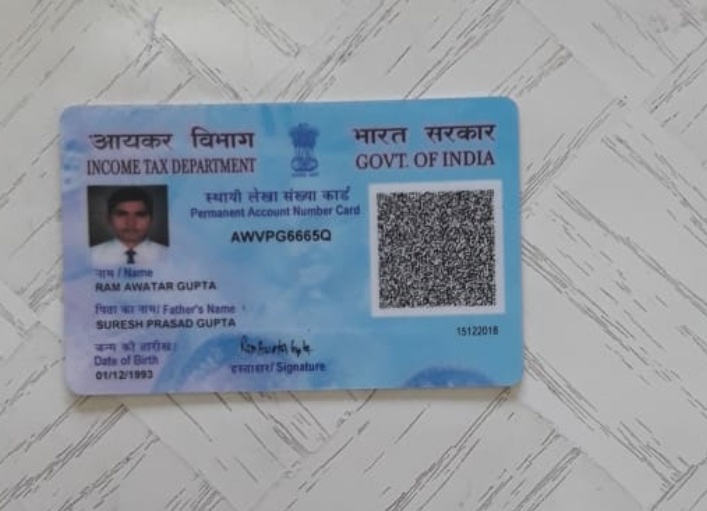 आयकर विभाग
INCOME TAX DEPARTMENT
भारत सरकार
GOVT. OF INDIA
स्थायी लेखा संख्या कार्ड
Permanent Account Number Card
AWVPG6665Q
नाम / Name
RAM AWATAR GUPTA
पिता का नाम/ Father's Name
SURESH PRASAD GUPTA
जन्म की तारीख/
Date of Birth
01/12/1993
Ram Awatar Gupta
हस्ताक्षर/ Signature
15122018